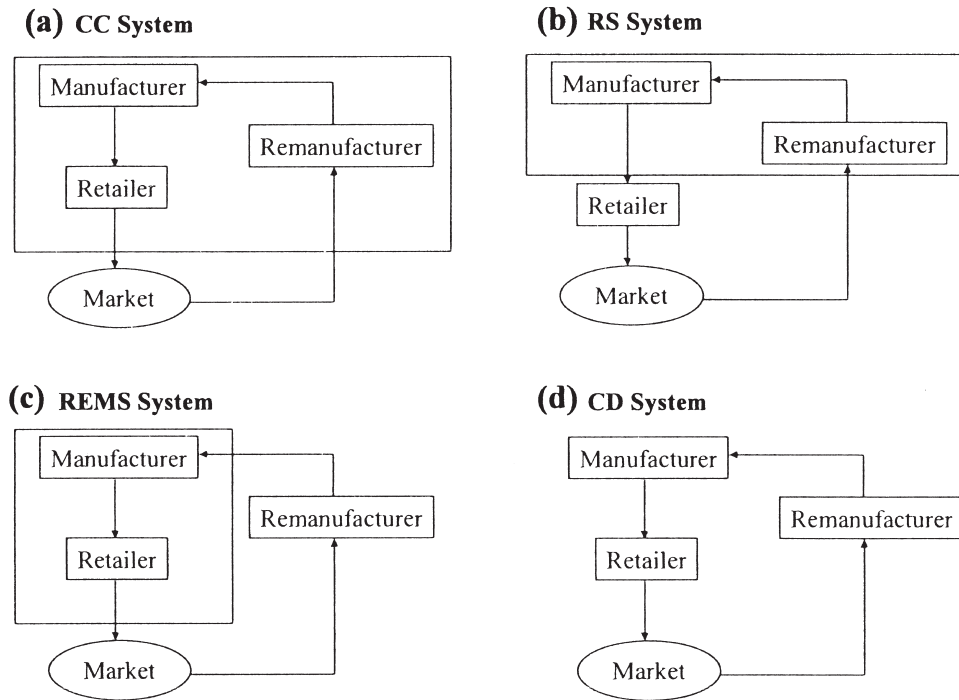 (a) CC System
Manufacturer
Remanufacturer
Retailer
Market
(b) RS System
Manufacturer
Remanufacturer
Retailer
Market
(c) REMS System
Manufacturer
Remanufacturer
Retailer
Market
(d) CD System
Manufacturer
Remanufacturer
Retailer
Market